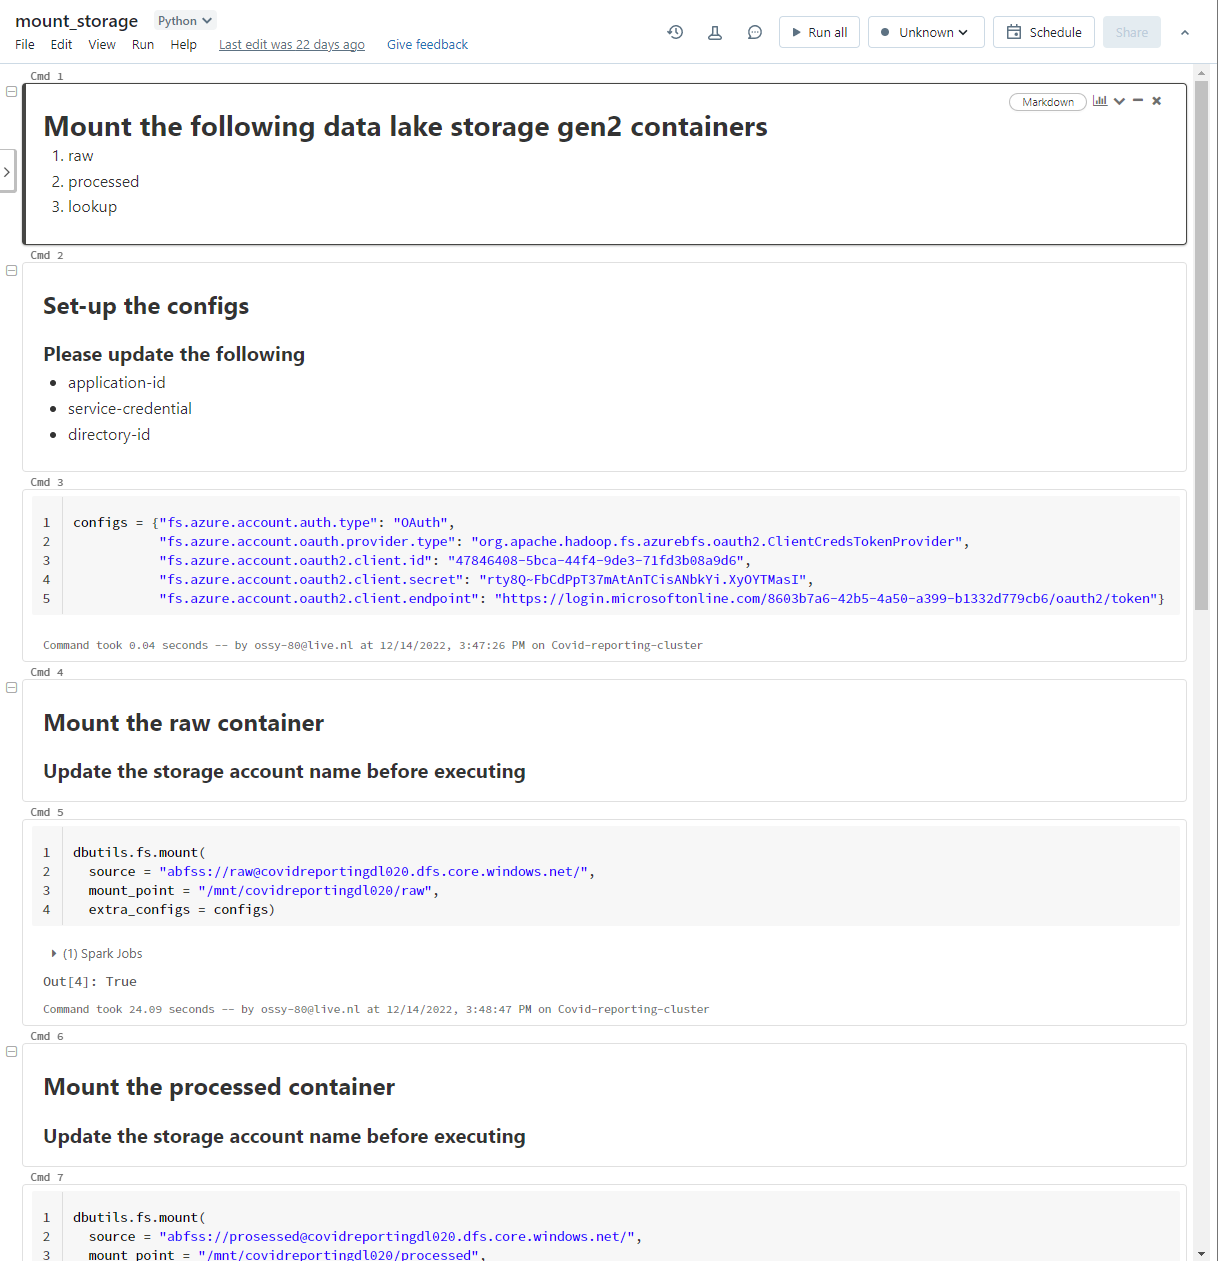 mount_storage Python
File Edit View Run Help Last edit was 22 days ago Give feedback
Run all Unknown Schedule Share
Cmd 1
Markdown
Mount the following data lake storage gen2 containers
1. raw
2. processed
3. lookup
Cmd 2
Set-up the configs
Please update the following
• application-id
• service-credential
• directory-id
Cmd 3
1 configs = {"fs.azure.account.auth.type": "OAuth",
2 "fs.azure.account.oauth.provider.type": "org.apache.hadoop.fs.azurebfs.oauth2.ClientCredsTokenProvider",
3 "fs.azure.account.oauth2.client.id": "47846408-5bca-44f4-9de3-71fd3b08a9d6",
4 "fs.azure.account.oauth2.client.secret": "rty8Q~FbCdPpT37mAtAnTCisANbkYi.XyOYTMasI",
5 "fs.azure.account.oauth2.client.endpoint": "https://login.microsoftonline.com/8603b7a6-42b5-4a50-a399-b1332d779cb6/oauth2/token"}
Command took 0.04 seconds -- by ossy-80@live.nl at 12/14/2022, 3:47:26 PM on Covid-reporting-cluster
Cmd 4
Mount the raw container
Update the storage account name before executing
Cmd 5
1 dbutils.fs.mount(
2 source = "abfss://raw@covidreportingdl020.dfs.core.windows.net/",
3 mount_point = "/mnt/covidreportingdl020/raw",
4 extra_configs = configs)
(1) Spark Jobs
Out[4]: True
Command took 24.09 seconds -- by ossy-80@live.nl at 12/14/2022, 3:48:47 PM on Covid-reporting-cluster
Cmd 6
Mount the processed container
Update the storage account name before executing
Cmd 7
1 dbutils.fs.mount(
2 source = "abfss://prosessed@covidreportingdl020.dfs.core.windows.net/",
3 mount_point = "/mnt/covidreportingdl020/processed",